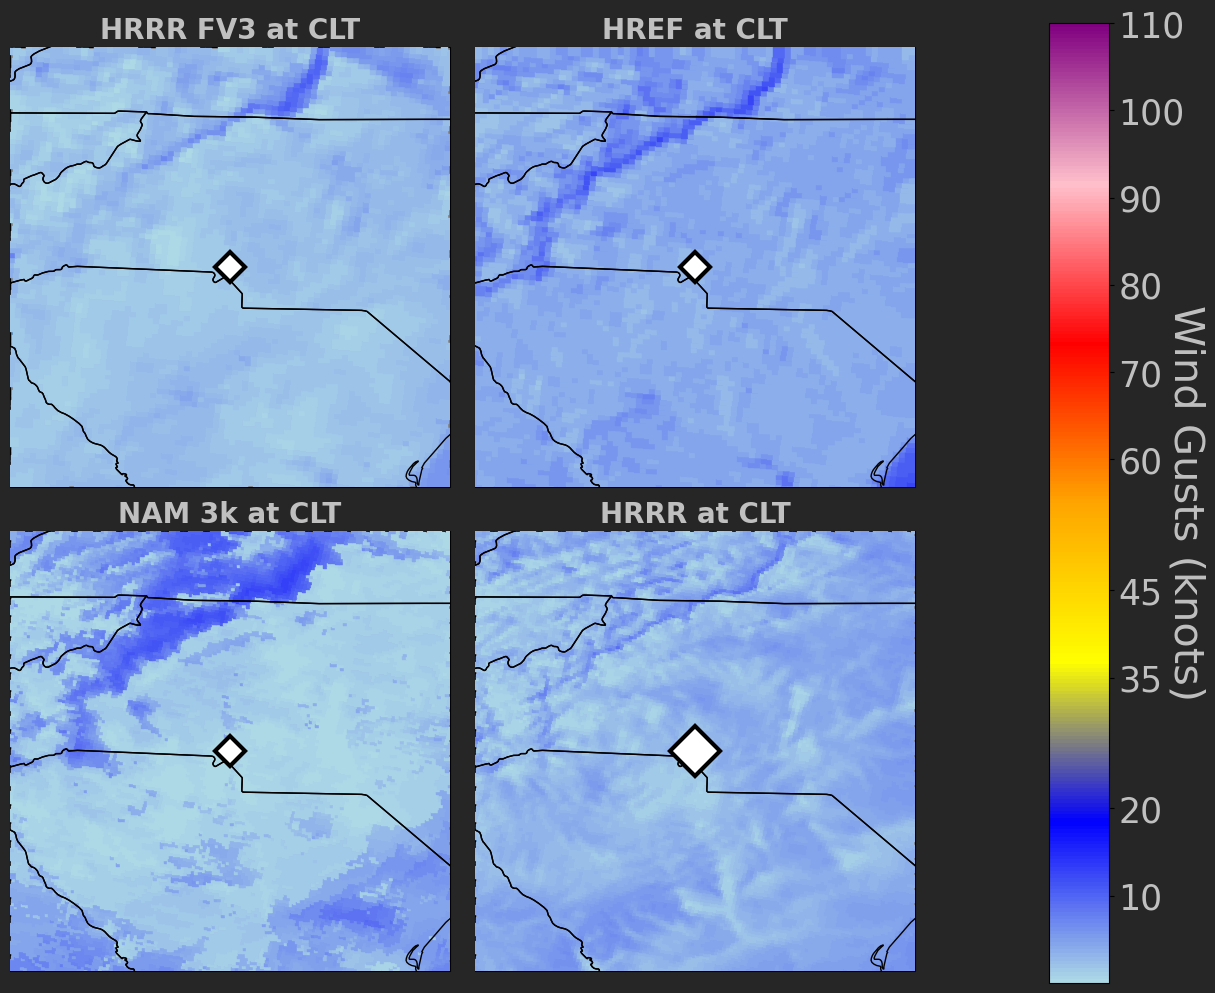 HRRR FV3 at CLT
HREF at CLT
NAM 3k at CLT
HRRR at CLT
110
100
90
80
70
60
45
35
20
10
Wind Gusts (knots)